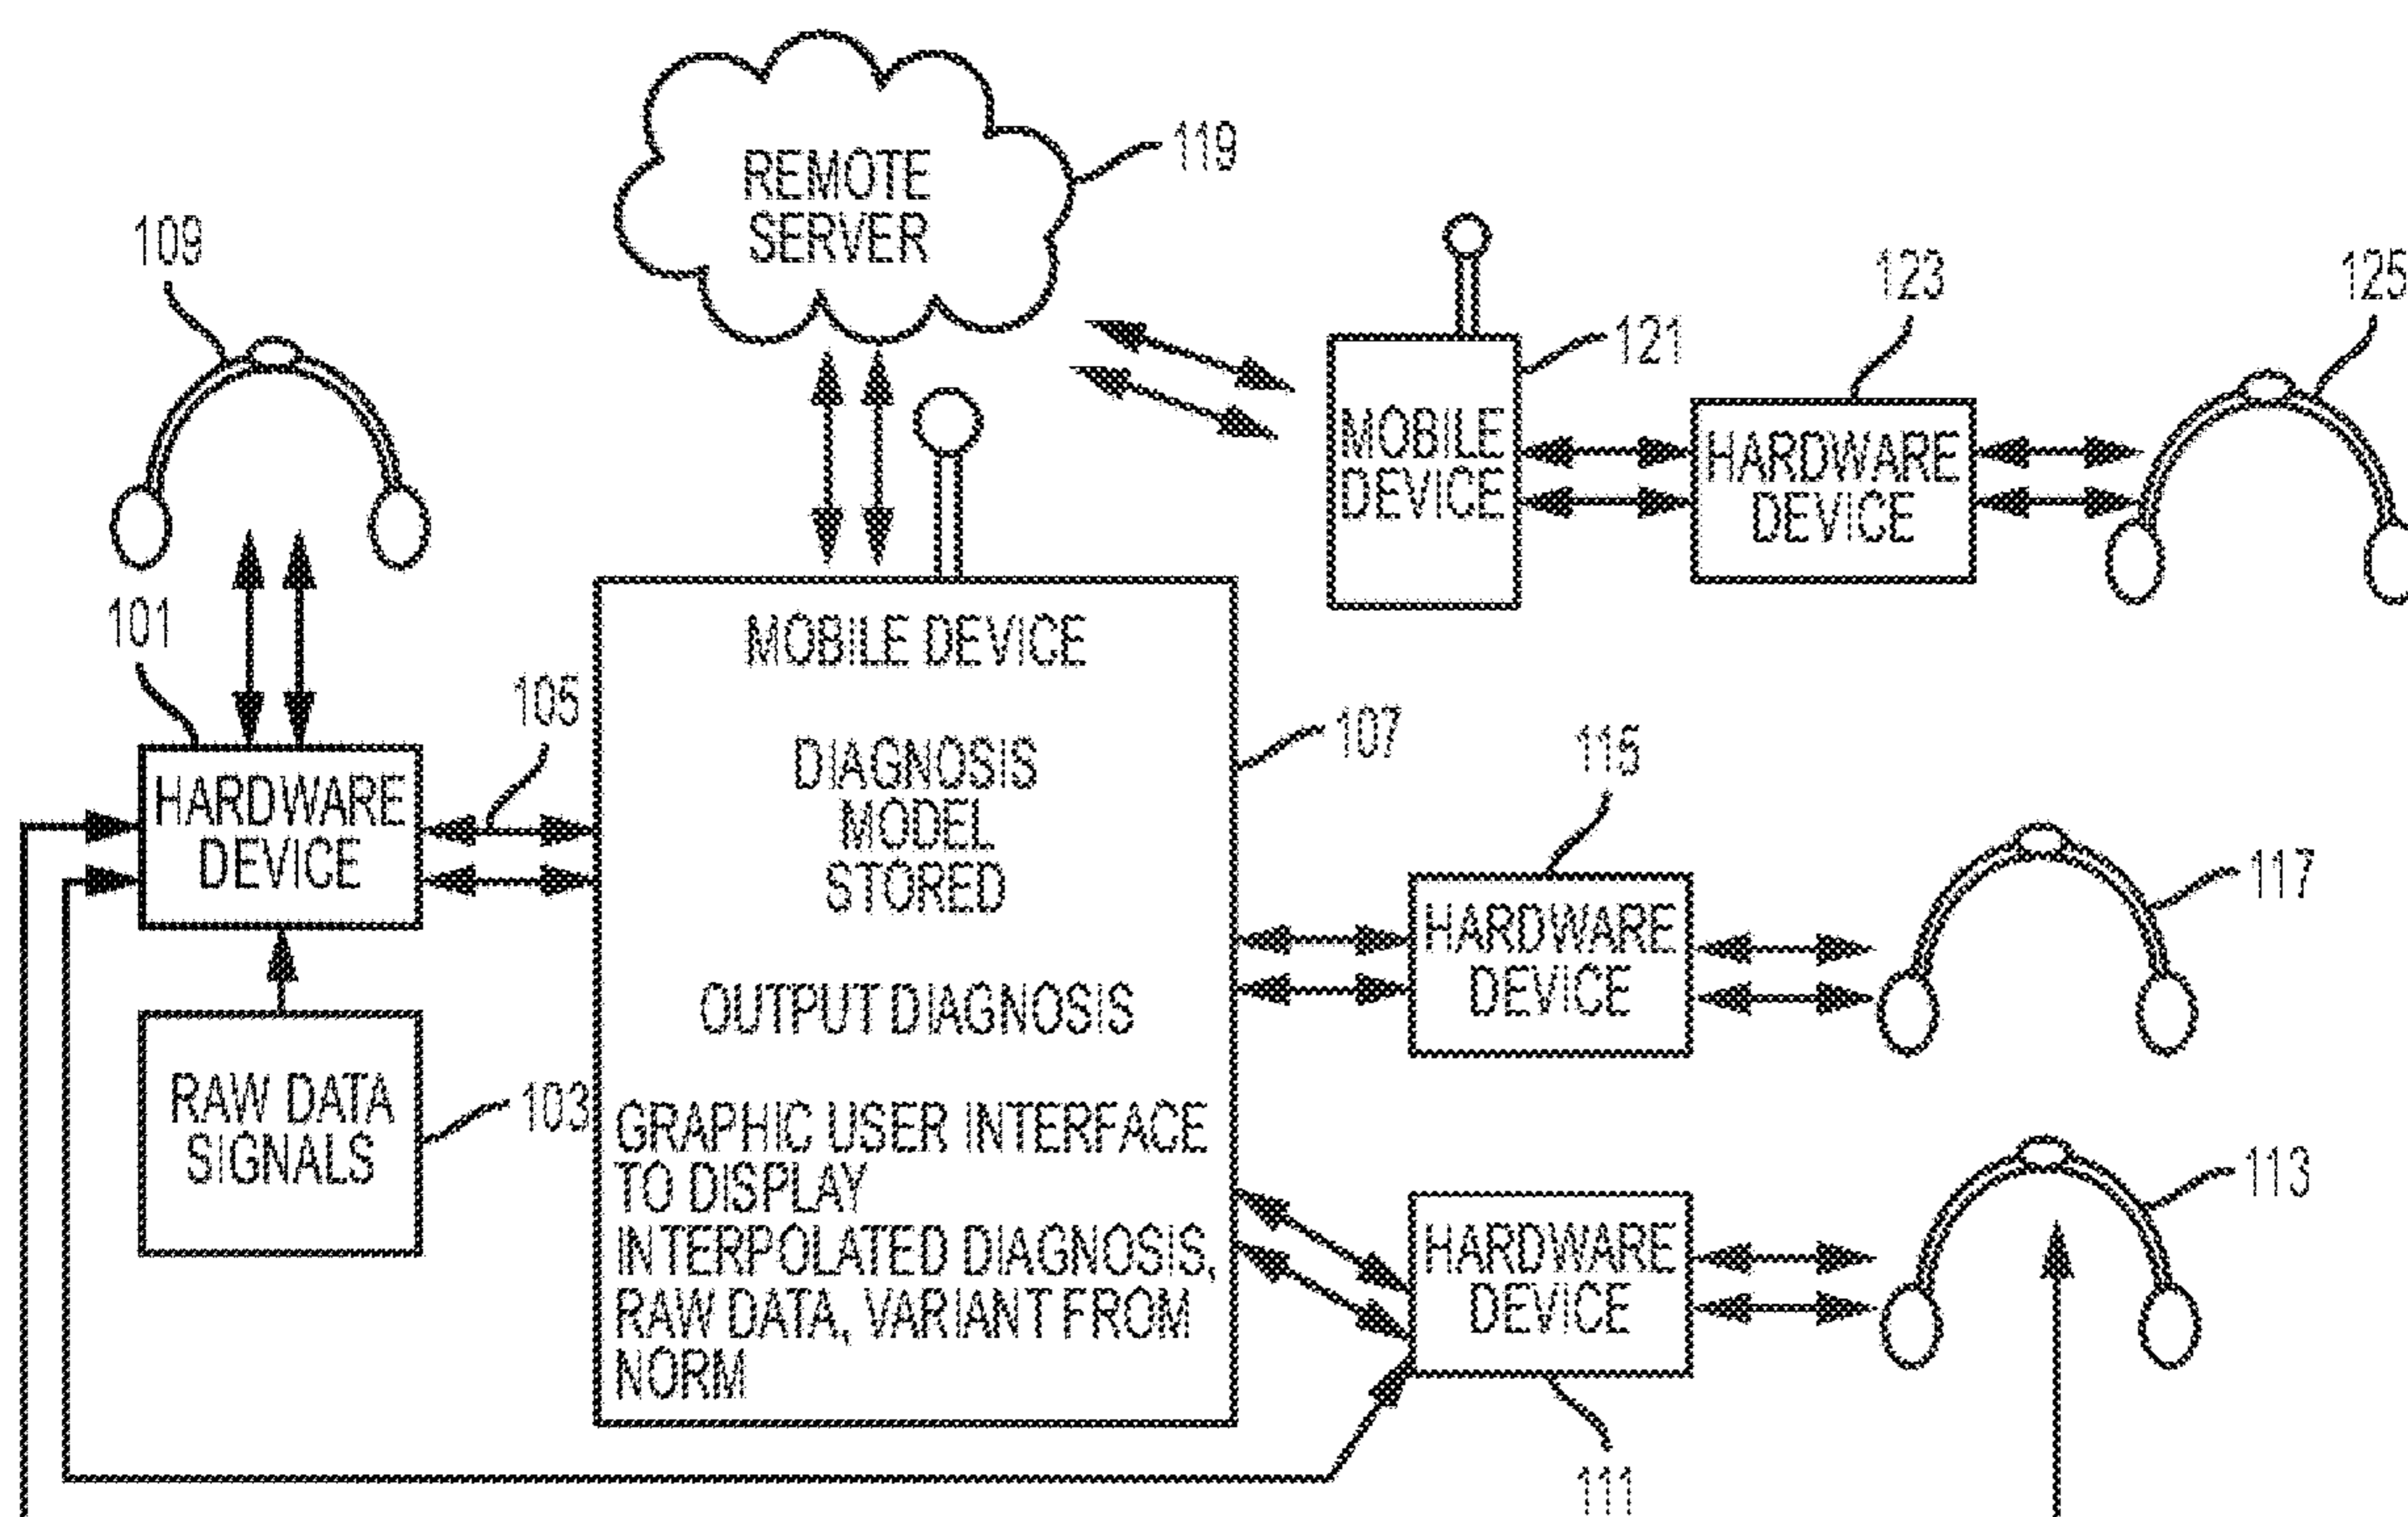 REMOTE
SERVER
119
109
123
125
121
MOBILE
DEVICE
HARDWARE
DEVICE
101
105
MOBILE DEVICE
DIAGNOSIS
MODEL
STORED
OUTPUT DIAGNOSIS
GRAPHIC USER INTERFACE
TO DISPLAY
INTERPOLATED DIAGNOSIS,
RAW DATA, VARIANT FROM
NORM
107
HARDWARE
DEVICE
RAW DATA
SIGNALS
103
115
HARDWARE
DEVICE
117
HARDWARE
DEVICE
113
111